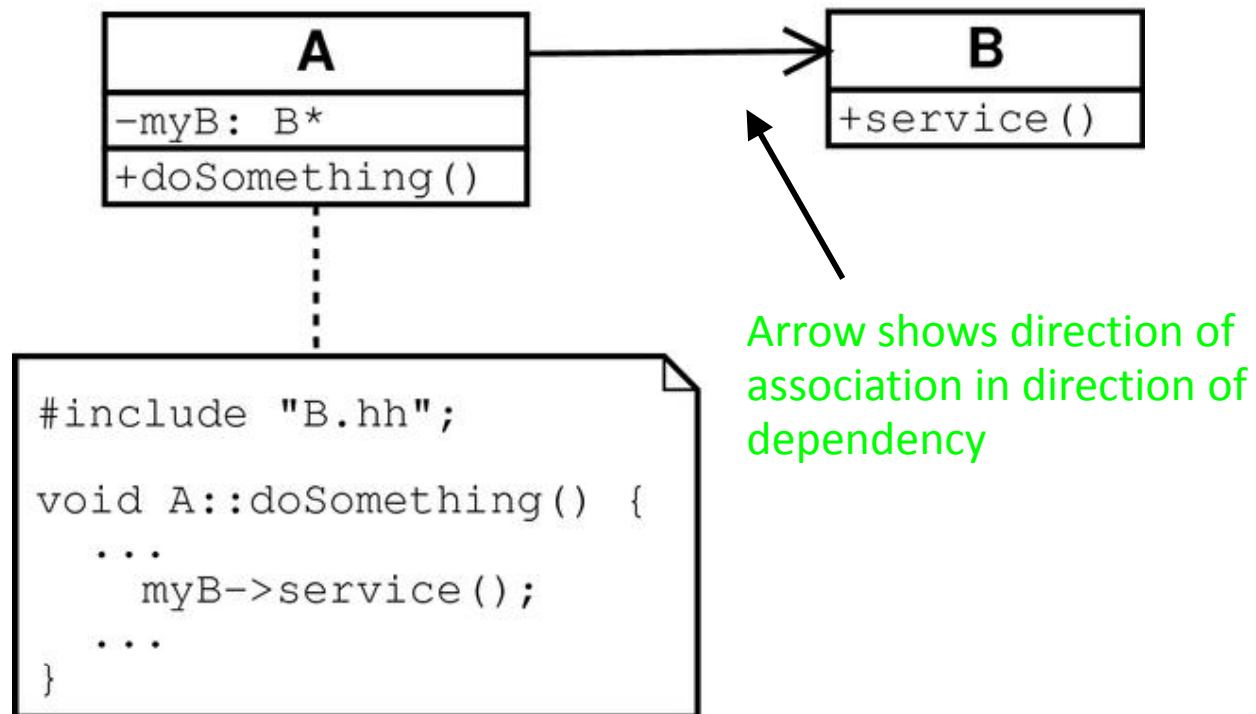 A
-myB: B*
+doSomething()
B
+service()
Arrow shows direction of
association in direction of
dependency
#include "B.hh";
void A::doSomething() {
...
myB->service();
...
}